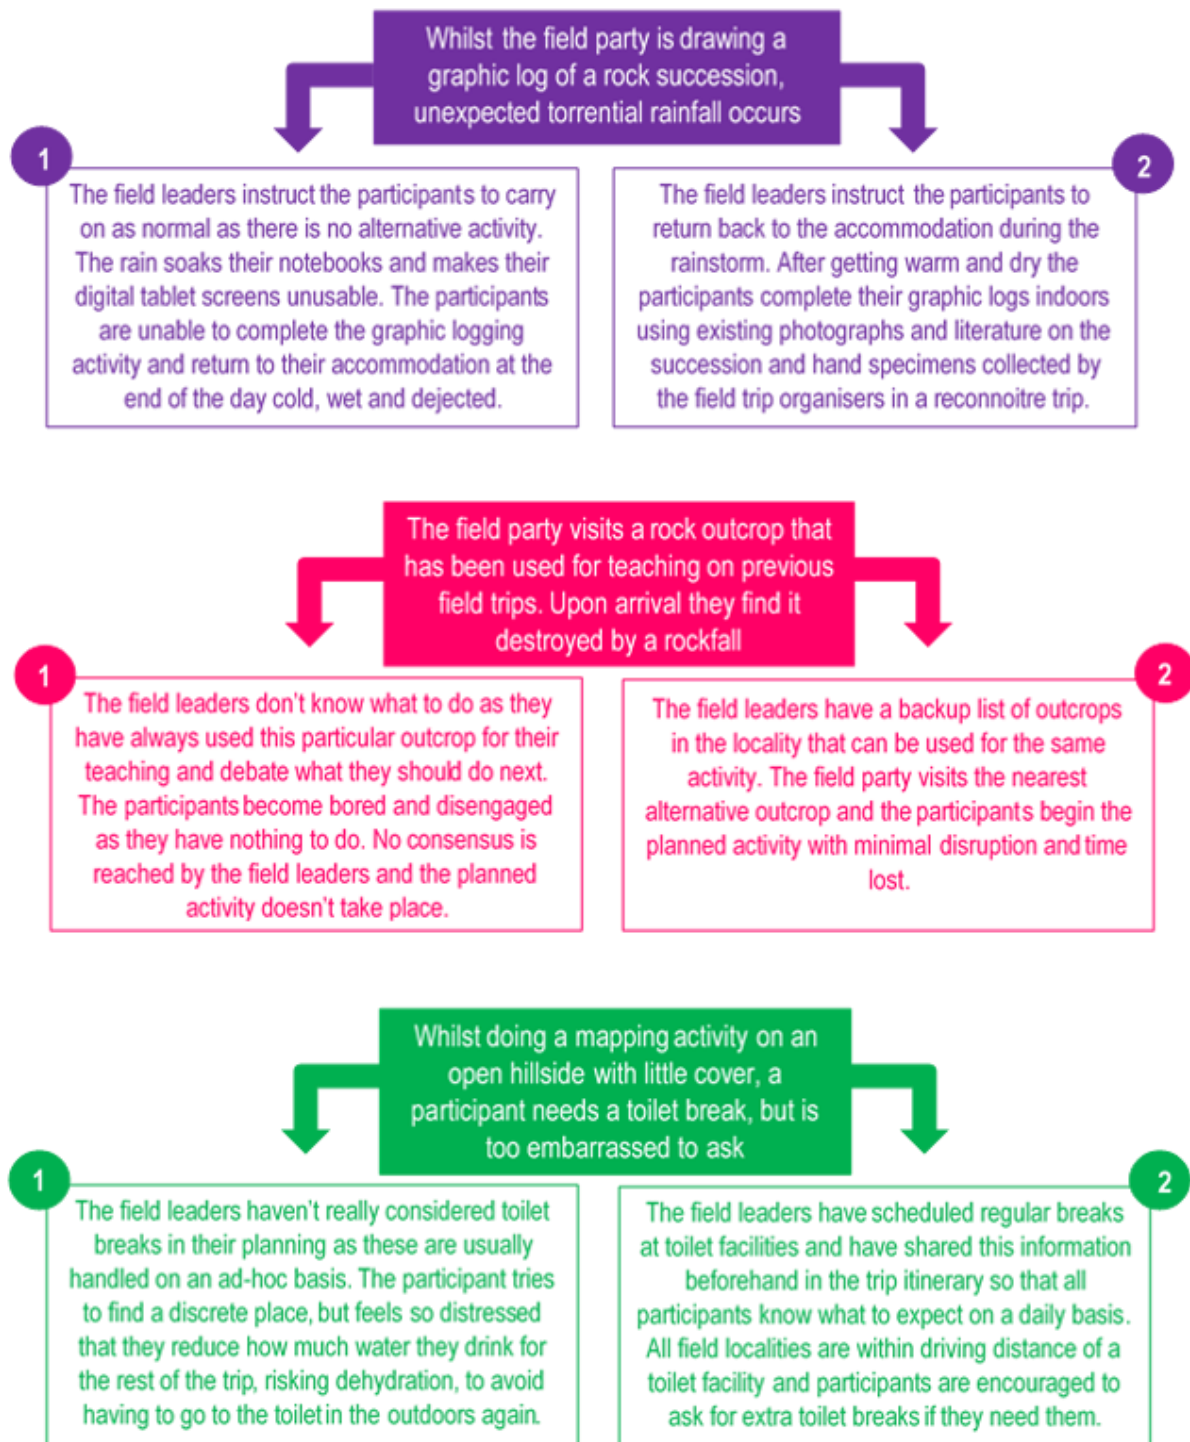 Whilst the field party is drawing a
graphic log of a rock succession,
unexpected torrential rainfall occurs
1
The field leaders instruct the participants to carry
on as normal as there is no alternative activity.
The rain soaks their notebooks and makes their
digital tablet screens unusable. The participants
are unable to complete the graphic logging
activity and return to their accommodation at the
end of the day cold, wet and dejected.
2
The field leaders instruct the participants to
return back to the accommodation during the
rainstorm. After getting warm and dry the
participants complete their graphic logs indoors
using existing photographs and literature on the
succession and hand specimens collected by
the field trip organisers in a reconnoitre trip.
The field party visits a rock outcrop that
has been used for teaching on previous
field trips. Upon arrival they find it
destroyed by a rockfall
1
The field leaders don't know what to do as they
have always used this particular outcrop for their
teaching and debate what they should do next.
The participants become bored and disengaged
as they have nothing to do. No consensus is
reached by the field leaders and the planned
activity doesn't take place.
2
The field leaders have a backup list of outcrops
in the locality that can be used for the same
activity. The field party visits the nearest
alternative outcrop and the participants begin the
planned activity with minimal disruption and time
lost.
Whilst doing a mapping activity on an
open hillside with little cover, a
participant needs a toilet break, but is
too embarrassed to ask
1
The field leaders haven't really considered toilet
breaks in their planning as these are usually
handled on an ad-hoc basis. The participant tries
to find a discrete place, but feels so distressed
that they reduce how much water they drink for
the rest of the trip, risking dehydration, to avoid
having to go to the toilet in the outdoors again.
2
The field leaders have scheduled regular breaks
at toilet facilities and have shared this information
beforehand in the trip itinerary so that all
participants know what to expect on a daily basis.
All field localities are within driving distance of a
toilet facility and participants are encouraged to
ask for extra toilet breaks if they need them.